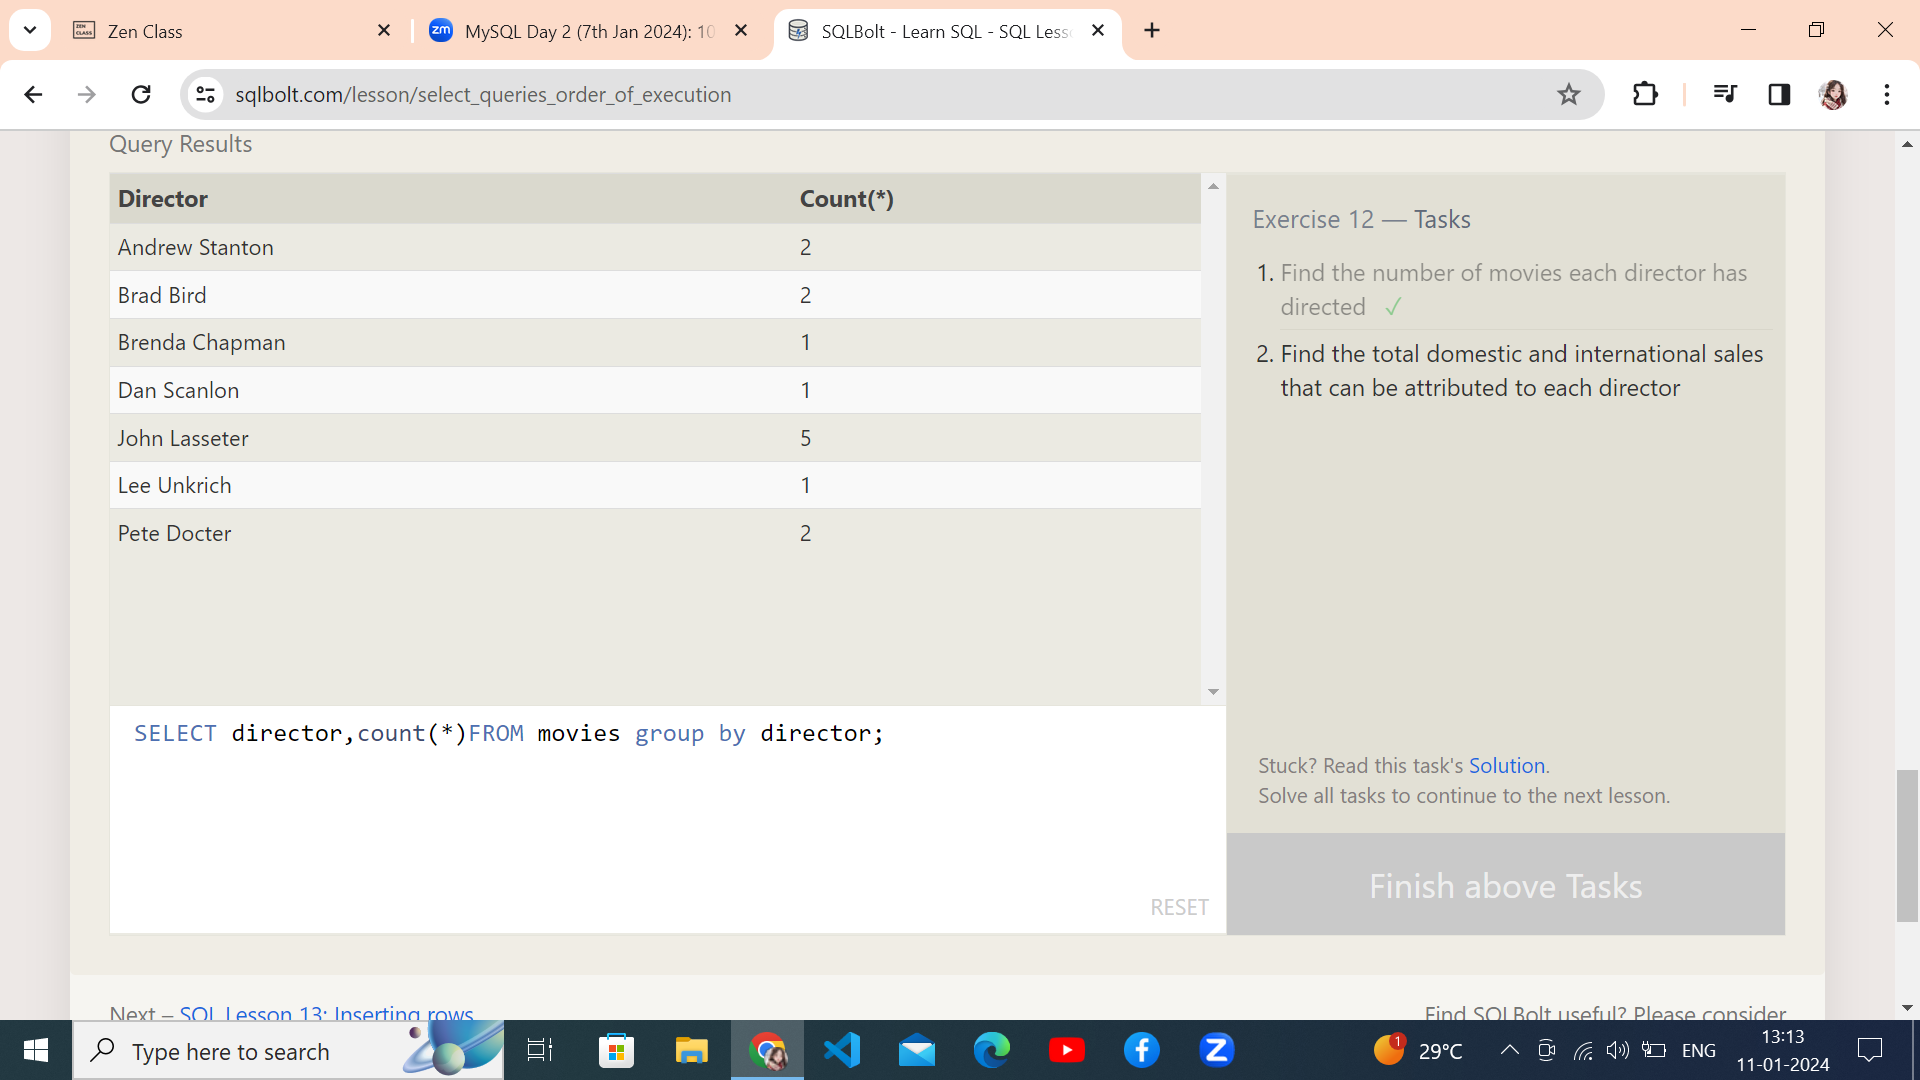 Zen Class
MySQL Day 2 (7th Jan 2024): 10
SQLBolt - Learn SQL - SQL Less
sqlbolt.com/lesson/select_queries_order_of_execution
Query Results
Director Count(*)
Andrew Stanton 2
Brad Bird 2
Brenda Chapman 1
Dan Scanlon 1
John Lasseter 5
Lee Unkrich 1
Pete Docter 2
SELECT director,count(*)FROM movies group by director;
RESET
Exercise 12 — Tasks
1. Find the number of movies each director has
directed ✓
2. Find the total domestic and international sales
that can be attributed to each director
Stuck? Read this task's Solution.
Solve all tasks to continue to the next lesson.
Finish above Tasks
Next – SQL Lesson 13: Inserting rows
Find SQLBolt useful? Please consider
Type here to search
1
29°C
ENG
13:13
11-01-2024